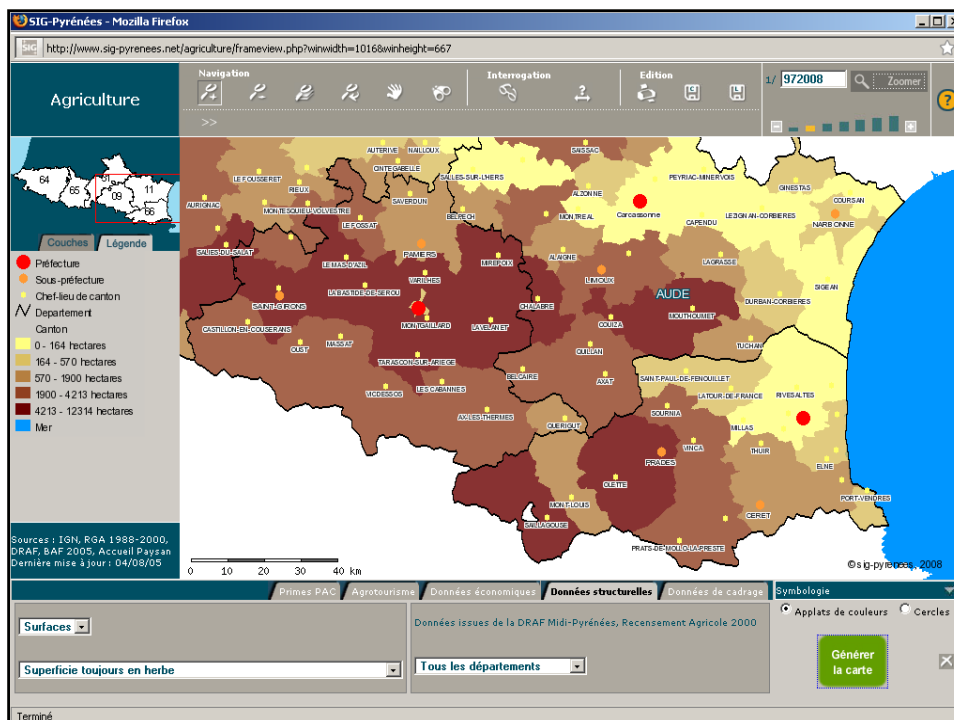 SIG-Pyrénées - Mozilla Firefox
SIG http://www.sig-pyrenees.net/agriculture/frameview.php?winwidth=1016&winheight=667
Agriculture
Navigation
Interrogation
Edition
1/ 972008 Zoomer
>>
?
64
65
31
09
11
66
Couches Légende
Préfecture
Sous-préfecture
Chef-lieu de canton
Departement
Canton
0 - 164 hectares
164 - 570 hectares
570 - 1900 hectares
1900 - 4213 hectares
4213 - 12314 hectares
Mer
Sources : IGN, RGA 1988-2000,
DRAF, BAF 2005, Accueil Paysan
Dernière mise à jour : 04/08/05
AUTERIVE
NAILLOUX
CINTEGABELLE
SALLES-SUR-L'HERS
SAISSAC
LE FOUSSERET
RIEUX
AURIGNAC
MONTESQUIEU-VOLVESTRE
SAVERDUN
BELPECH
LE FOSSAT
ALZONNE
MONTREAL
Carcassonne
PEYRIAC-MINERVOIS
CAPENDU
LEZIGNAN-CORBIERES
GINESTAS
COURSAN
NARBONNE
SALIES-DU-SALAT
PAMIERS
LE MAS-D'AZIL
VARILHES
MIREPOIX
ALAIGNE
LIMOUX
LAGRASSE
SIGEAN
LA BASTIDE-DE-SEROU
SAINT-GIRONS
AUDE
DURBAN-CORBIERES
CHALABRE
MOUTHOUMET
CASTILLON-EN-COUSERANS
MONTGAILLARD
LAVELANET
COUIZA
OUST
MASSAT
QUILLAN
TUCHAN
TARASCON-SUR-ARIEGE
BELCAIRE
AXAT
SAINT-PAUL-DE-FENOUILLET
VICDESSOS
LES CABANNES
LATOUR-DE-FRANCE
RIVESALTES
AX-LES-THERMES
QUERIGUT
SOURNIA
MILLAS
VINCA
THUIR
PRADES
ELNE
OLETTE
MONT-LOUIS
PORT-VENDRES
CERET
SAILLAGOUSE
PRATS-DE-MOLLO-LA-PRESTE
0 10 20 30 40 km
©sig-pyrenees, 2008
Primes PAC Agrotourisme Données économiques Données structurelles Données de cadrage
Symbologie
Surfaces
Superficie toujours en herbe
Données issues de la DRAF Midi-Pyrénées, Recensement Agricole 2000
Tous les départements
Applats de couleurs Cercles
Générer
la carte
Terminé